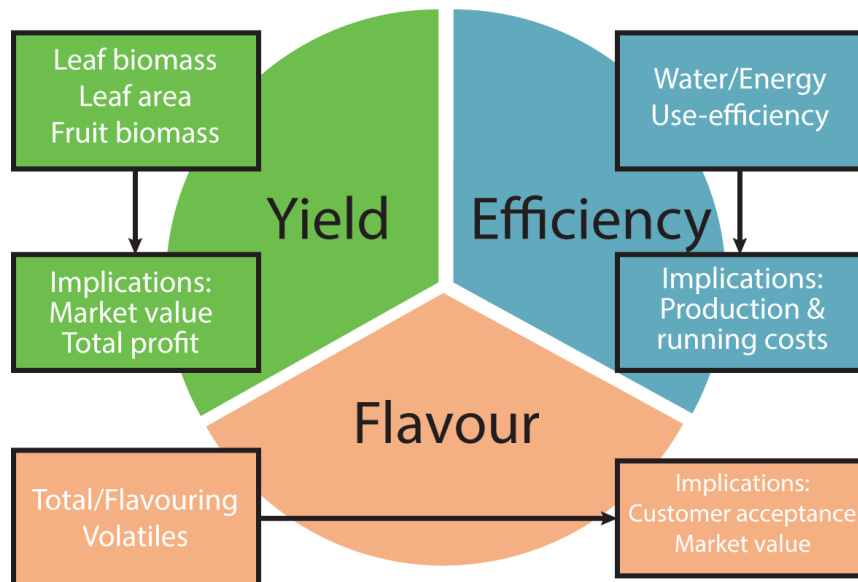 Leaf biomass
Leaf area
Fruit biomass
Water/Energy
Use-efficiency
Yield
Efficiency
Implications:
Market value
Total profit
Implications:
Production &
running costs
Flavour
Total/Flavouring
Volatiles
Implications:
Customer acceptance
Market value